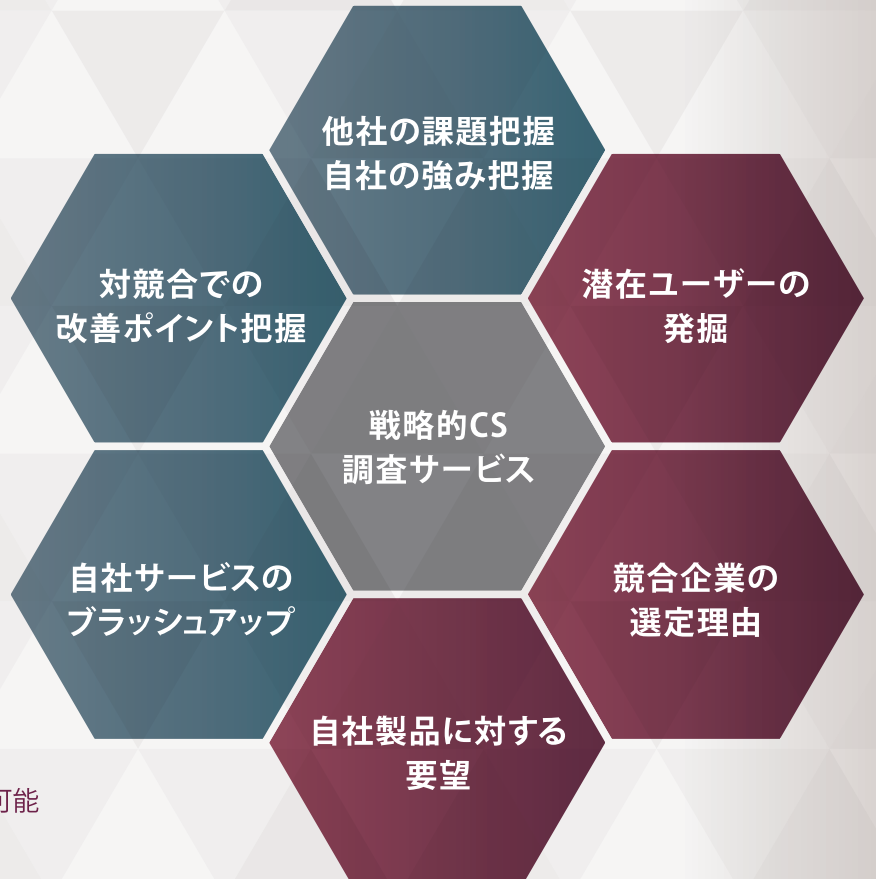 他社の課題把握
自社の強み把握
対競合での
改善ポイント把握
潜在ユーザーの
発掘
戦略的CS
調査サービス
自社サービスの
ブラッシュアップ
競合企業の
選定理由
自社製品に対する
要望
可能